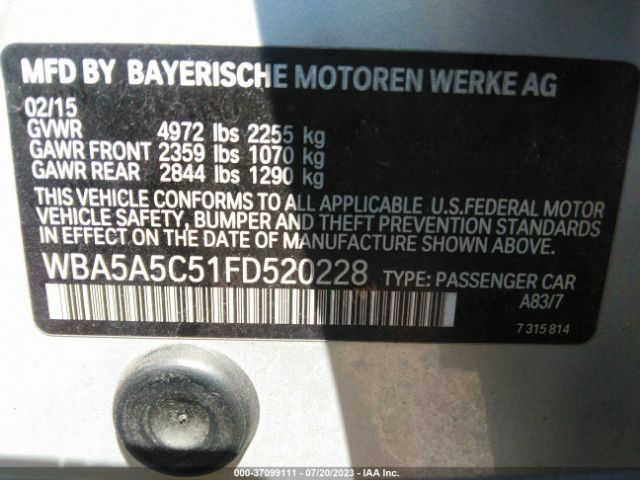 MFD BY BAYERISCHE MOTOREN WERKE AG
02/15
GVWR 4972 lbs 2255 kg
GAWR FRONT 2359 lbs 1070 kg
GAWR REAR 2844 lbs 1290 kg
THIS VEHICLE CONFORMS TO ALL APPLICABLE U.S.FEDERAL MOTOR
VEHICLE SAFETY, BUMPER AND THEFT PREVENTION STANDARDS
IN EFFECT ON THE DATE OF MANUFACTURE SHOWN ABOVE.
WBA5A5C51FD520228 TYPE: PASSENGER CAR
A83/7
7 315 814
000-37099111 - 07/20/2023 - IAA Inc.